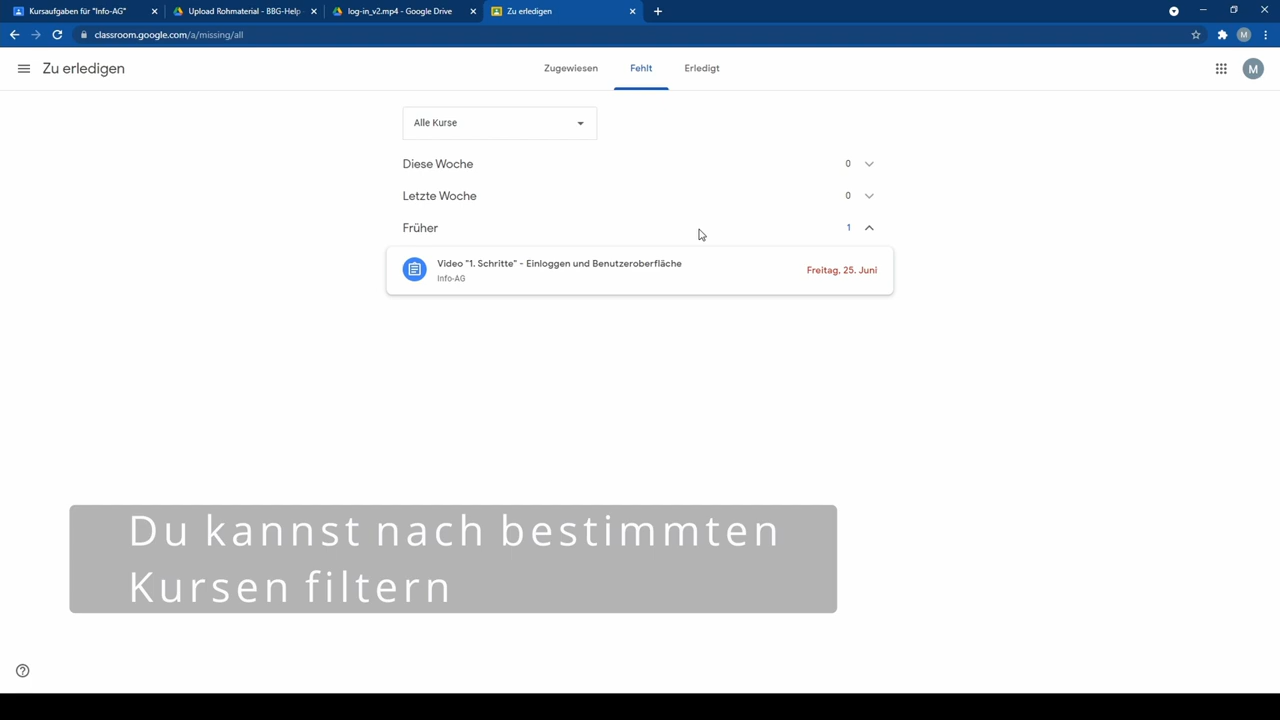 Kursaufgaben für "Info-AG"
Upload Rohmaterial - BBG-Help
log-in_v2.mp4 - Google Drive
Zu erledigen
classroom.google.com/a/missing/all
M
Zu erledigen
Zugewiesen
Fehlt
Erledigt
M
Alle Kurse
Diese Woche 0
Letzte Woche 0
Früher 1
Video "1. Schritte" - Einloggen und Benutzeroberfläche
Info-AG
Freitag, 25. Juni
Du kannst nach bestimmten
Kursen filtern